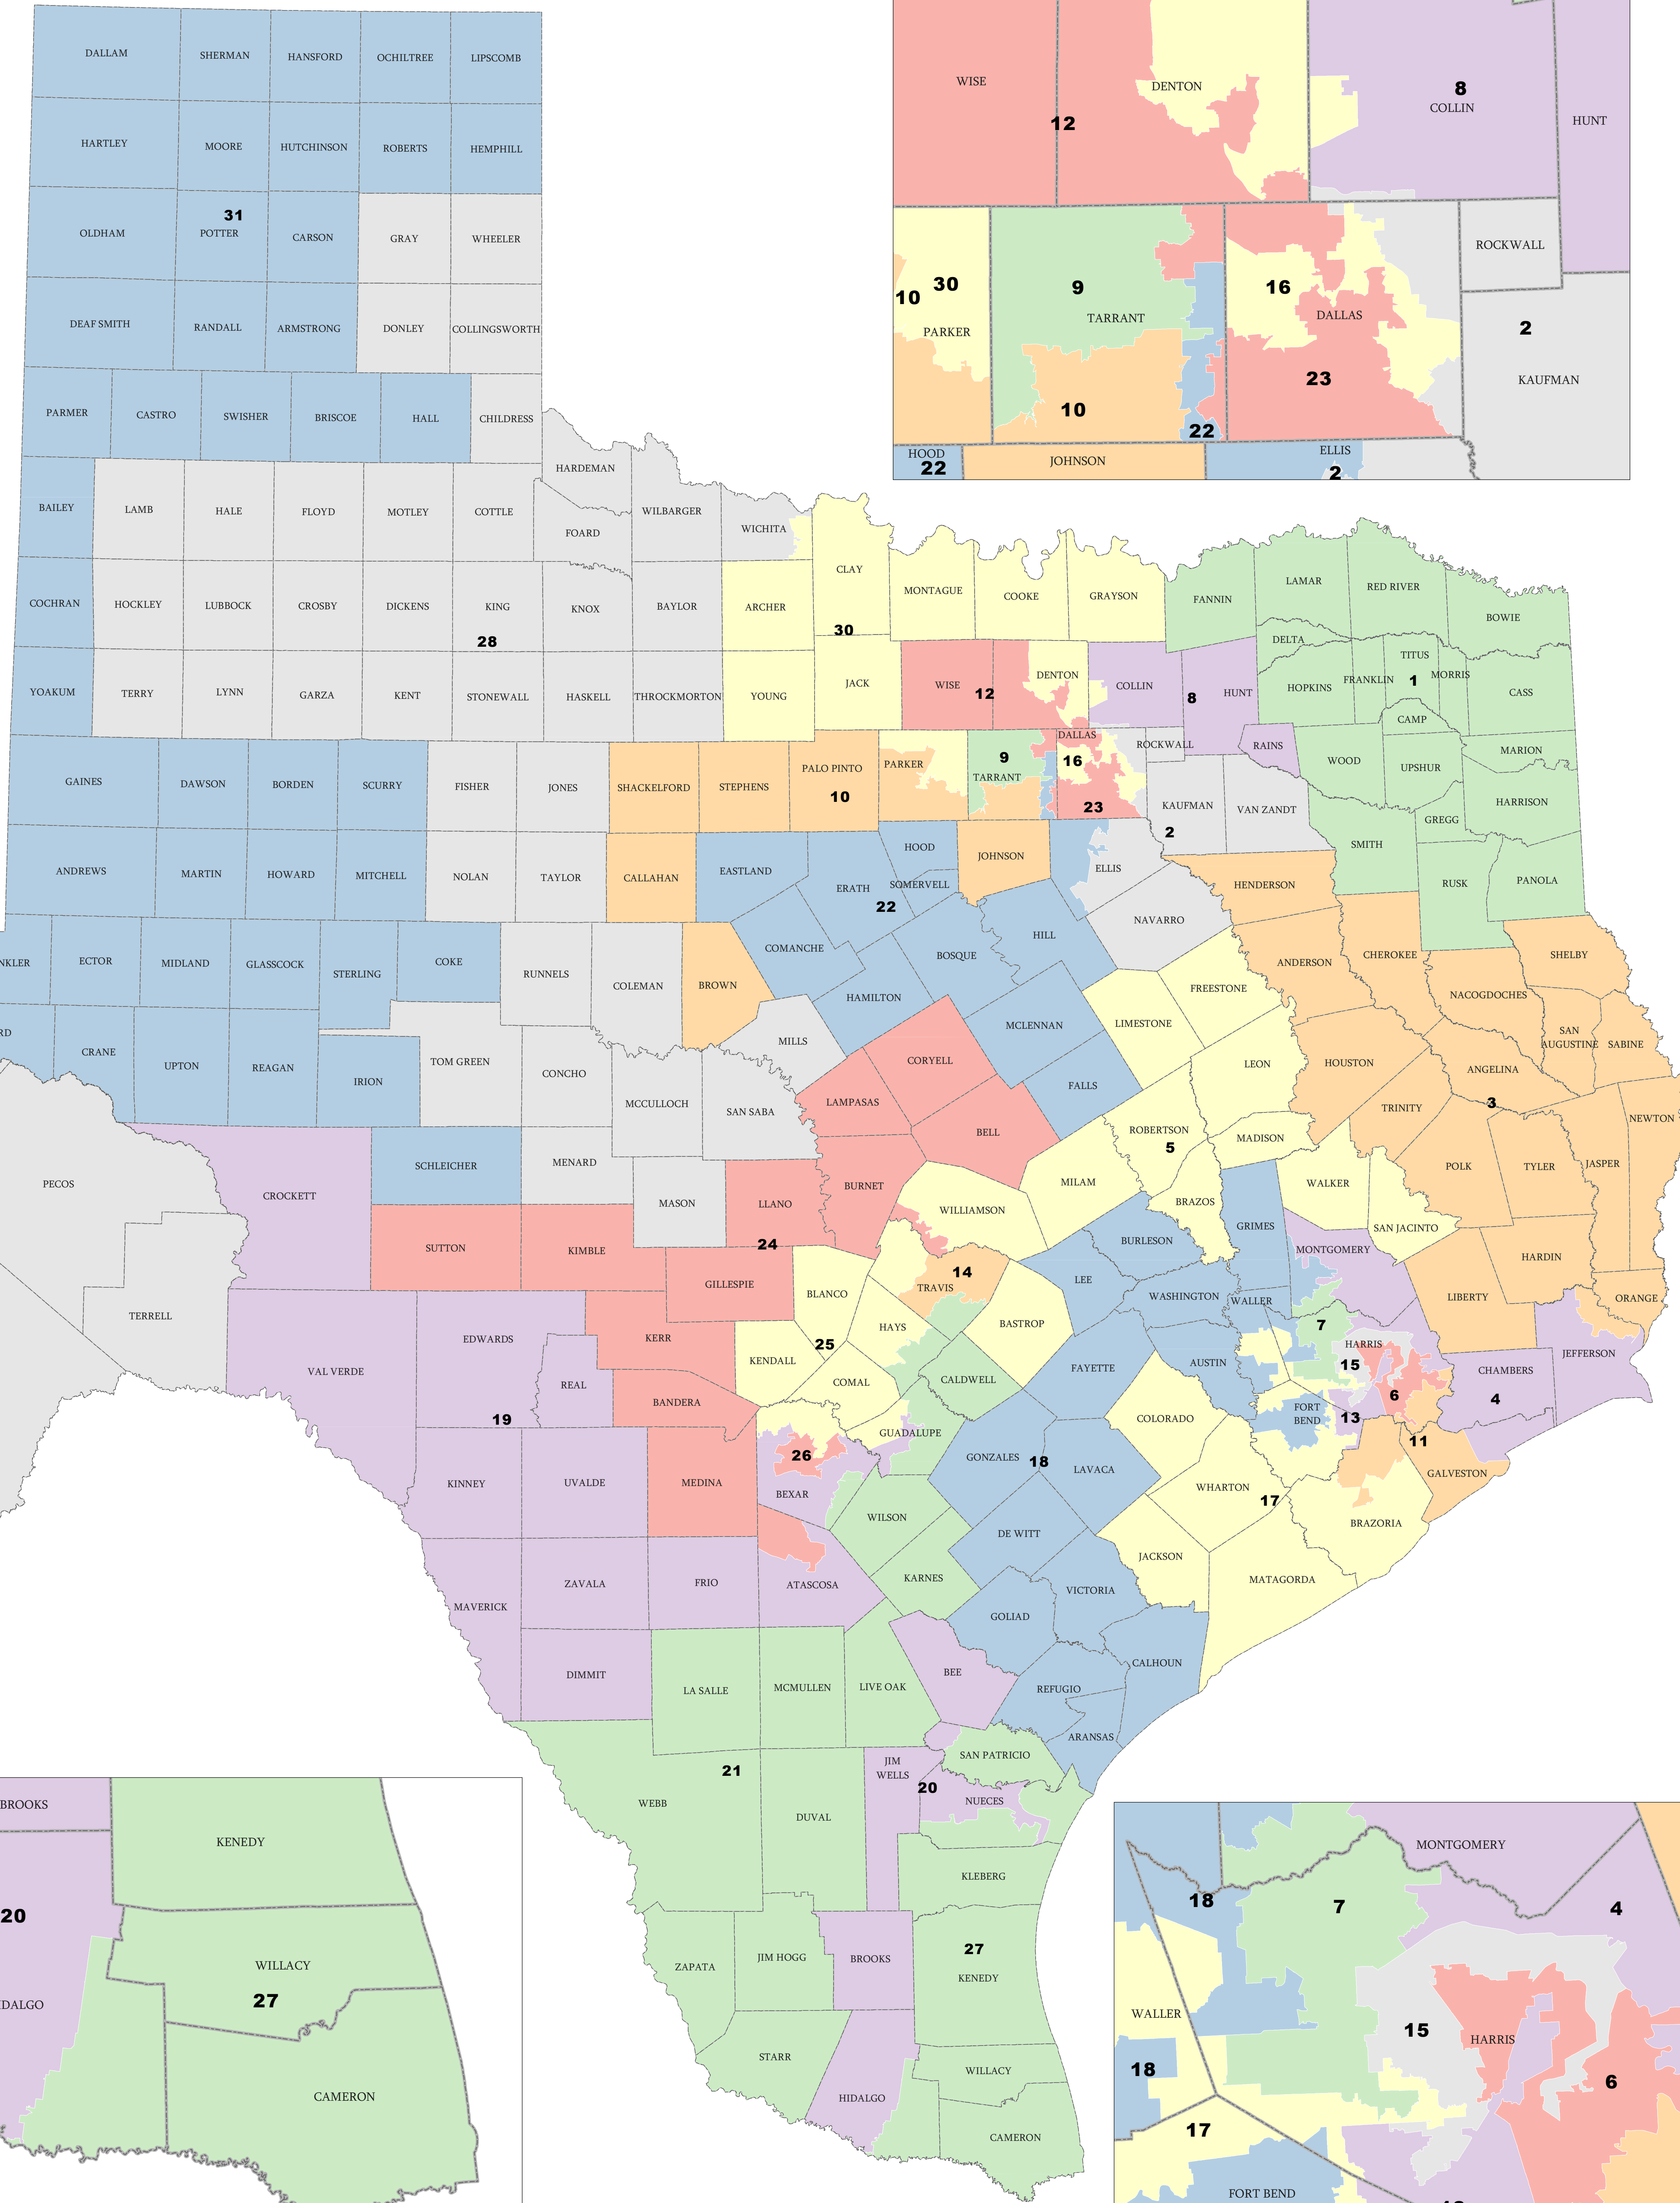 DALLAM
SHERMAN
HANSFORD
OCHILTREE
LIPSCOMB
HARTLEY
MOORE
HUTCHINSON
ROBERTS
HEMPHILL
31
OLDHAM
POTTER
CARSON
GRAY
WHEELER
DEAF SMITH
RANDALL
ARMSTRONG
DONLEY
COLLINGSWORTH
PARMER
CASTRO
SWISHER
BRISCOE
HALL
CHILDRESS
HARDEMAN
BAILEY
LAMB
HALE
FLOYD
MOTLEY
COTTLE
FOARD
WILBARGER
WICHITA
COCHRAN
HOCKLEY
LUBBOCK
CROSBY
DICKENS
KING
KNOX
BAYLOR
ARCHER
CLAY
MONTAGUE
COOKE
GRAYSON
FANNIN
LAMAR
RED RIVER
BOWIE
28
30
YOAKUM
TERRY
LYNN
GARZA
KENT
STONEWALL
HASKELL
THROCKMORTON
YOUNG
JACK
WISE
12
DENTON
COLLIN
8
HUNT
DELTA
HOPKINS
FRANKLIN
TITUS
1
MORRIS
CASS
CAMP
GAINES
DAWSON
BORDEN
SCURRY
FISHER
JONES
SHACKELFORD
STEPHENS
PALO PINTO
10
PARKER
9
TARRANT
DALLAS
16
23
ROCKWALL
RAINS
WOOD
UPSHUR
MARION
HARRISON
KAUFMAN
VAN ZANDT
2
GREGG
SMITH
ANDREWS
MARTIN
HOWARD
MITCHELL
NOLAN
TAYLOR
CALLAHAN
EASTLAND
ERATH
HOOD
SOMERVELL
22
JOHNSON
ELLIS
HENDERSON
RUSK
PANOLA
NAVARRO
NKLER
ECTOR
MIDLAND
GLASSCOCK
STERLING
COKE
RUNNELS
COLEMAN
BROWN
COMANCHE
HAMILTON
BOSQUE
HILL
ANDERSON
CHEROKEE
SHELBY
NACOGDOCHES
FREESTONE
LIMESTONE
MCLENNAN
RD
CRANE
UPTON
REAGAN
IRION
TOM GREEN
CONCHO
MCCULLOCH
SAN SABA
MILLS
LAMPASAS
CORYELL
BELL
FALLS
LEON
HOUSTON
ANGELINA
SAN
AUGUSTINE
SABINE
3
TRINITY
NEWTON
PECOS
CROCKETT
SCHLEICHER
MENARD
MASON
LLANO
24
BURNET
WILLIAMSON
MILAM
ROBERTSON
5
MADISON
BRAZOS
WALKER
POLK
TYLER
JASPER
SAN JACINTO
GRIMES
TERRELL
SUTTON
KIMBLE
GILLESPIE
BLANCO
14
TRAVIS
BURLESON
LEE
WASHINGTON
MONTGOMERY
WALLER
HARDIN
LIBERTY
ORANGE
VAL VERDE
EDWARDS
REAL
KERR
BANDERA
KENDALL
25
HAYS
COMAL
BASTROP
CALDWELL
FAYETTE
AUSTIN
7
HARRIS
15
6
CHAMBERS
4
JEFFERSON
19
KINNEY
UVALDE
MEDINA
26
BEXAR
GUADALUPE
GONZALES
18
LAVACA
COLORADO
FORT
BEND
13
11
GALVESTON
WHARTON
17
BRAZORIA
WILSON
DE WITT
JACKSON
MATAGORDA
MAVERICK
ZAVALA
FRIO
ATASCOSA
KARNES
GOLIAD
VICTORIA
CALHOUN
DIMMIT
LA SALLE
MCMULLEN
LIVE OAK
BEE
REFUGIO
ARANSAS
21
WEBB
DUVAL
JIM
WELLS
20
SAN PATRICIO
NUECES
KLEBERG
ZAPATA
JIM HOGG
BROOKS
27
KENEDY
STARR
HIDALGO
WILLACY
CAMERON
WISE
12
DENTON
8
COLLIN
HUNT
ROCKWALL
10
30
PARKER
9
TARRANT
16
DALLAS
2
KAUFMAN
23
10
22
HOOD
22
JOHNSON
ELLIS
2
BROOKS
KENEDY
20
WILLACY
27
IDALGO
CAMERON
MONTGOMERY
18
7
4
WALLER
15
HARRIS
18
6
17
FORT BEND